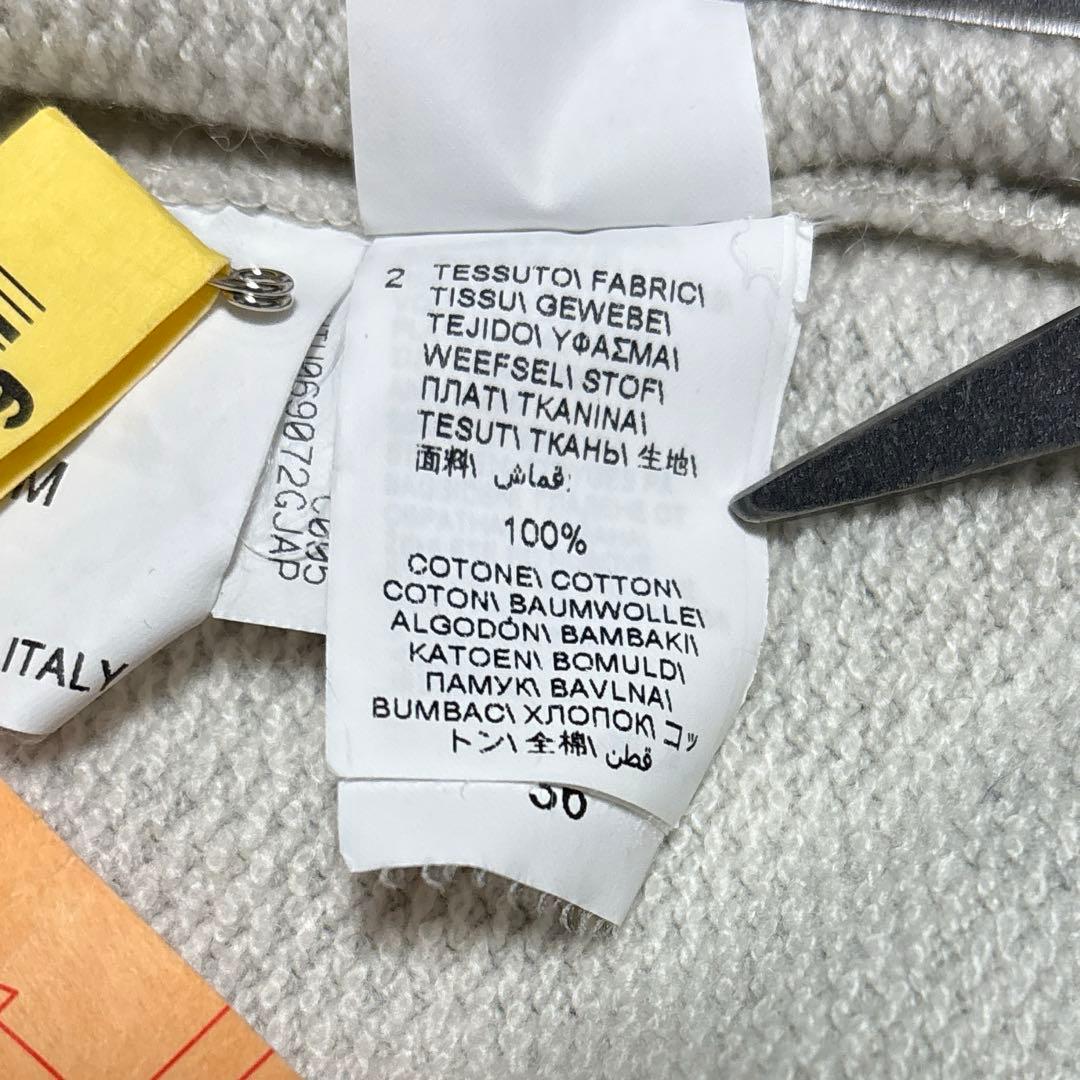 2 TESSUTO\ FABRIC\
TISSU\ GEWEBE\
TEJIDO\ ΥΦΑΣΜΑ\
WEEFSEL\ STOF\
ПЛАТ\ TKANINA\
TESUT\ ТКАНЬ\ 生地\
面料\ قماش:
100%
COTONE\ COTTON\
COTON\ BAUMWOLLE\
ALGODÓN\ BAMBAKI\
KATOEN\ BOMULD\
ПАМУК\ BAVLNA\
BUMBAC\ ХЛОПОК\ コッ
トン\ 全棉\ قطن
36
M
ITALY